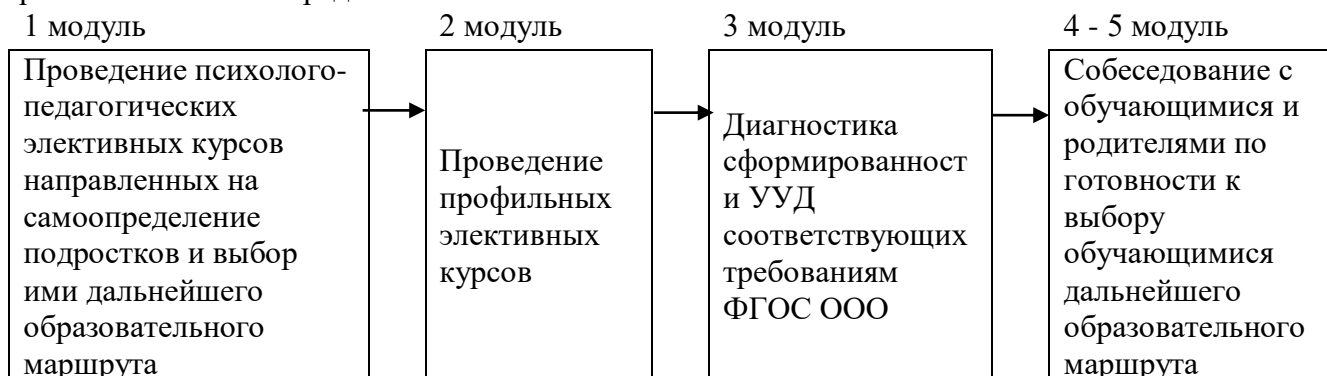 1 модуль
2 модуль
3 модуль
4 - 5 модуль
Проведение психолого-
педагогических
элективных курсов
направленных на
самоопределение
подростков и выбор
ими дальнейшего
образовательного
маршрута
Проведение
профильных
элективных
курсов
Диагностика
сформированност
и УУД
соответствующих
требованиям
ФГОС ООО
Собеседование с
обучающимися и
родителями по
готовности к
выбору
обучающимися
дальнейшего
образовательного
маршрута